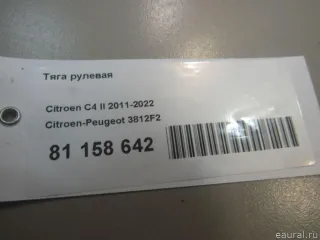 Тяга рулевая
Citroen C4 II 2011-2022
Citroen-Peugeot 3812F2
81 158 642
eaural.ru©